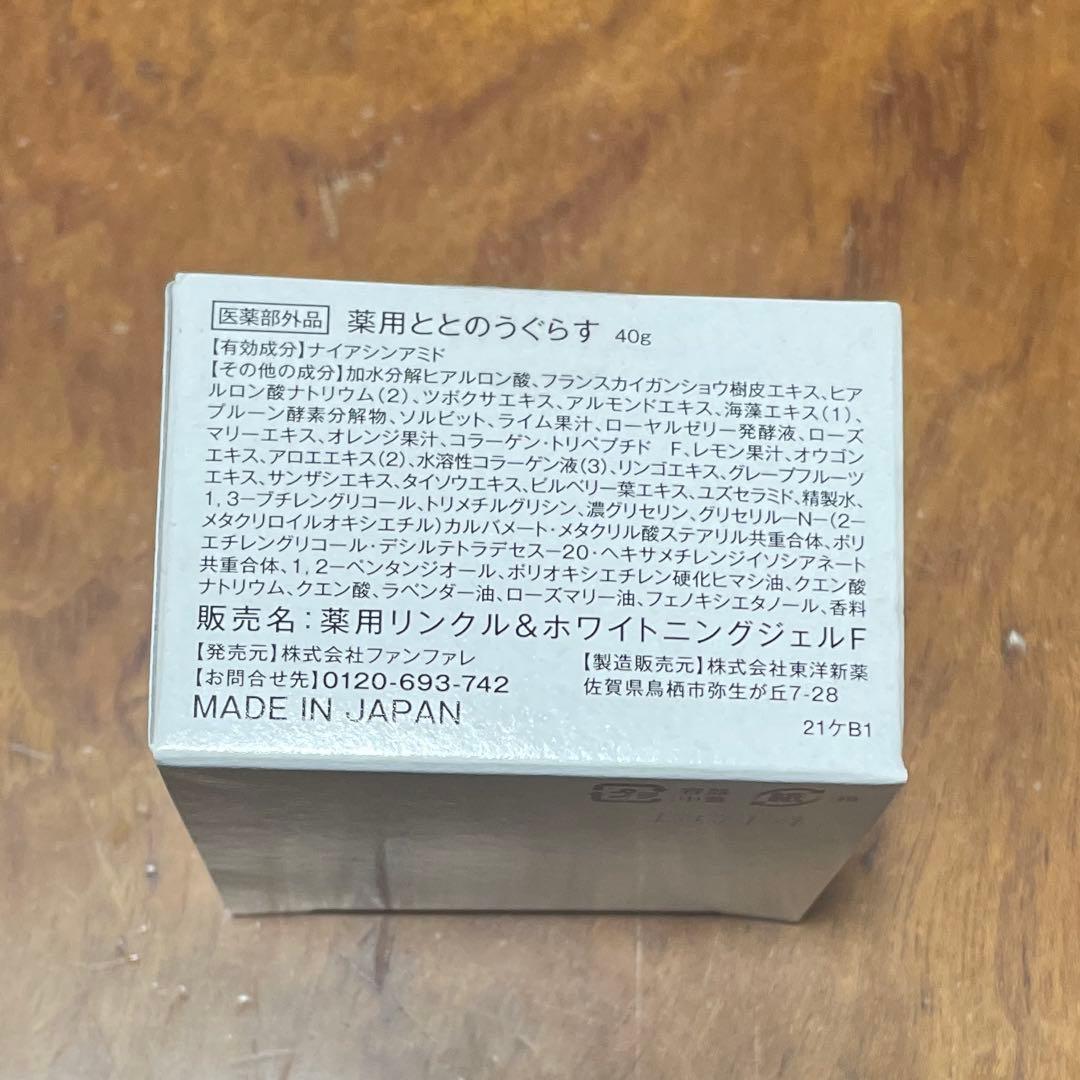 医薬部外品 薬用ととのうぐらす 40g
【有効成分】ナイアシンアミド
【その他の成分】加水分解ヒアルロン酸、フランスカイガンショウ樹皮エキス、ヒア
ルロン酸ナトリウム(2)、ツボクサエキス、アルモンドエキス、海藻エキス(1)、
プルーン酵素分解物、ソルビット、ライム果汁、ローヤルゼリー発酵液、ローズ
マリーエキス、オレンジ果汁、コラーゲン・トリペプチド F、レモン果汁、オウゴン
エキス、アロエエキス(2)、水溶性コラーゲン液(3)、リンゴエキス、グレープフルーツ
エキス、サンザシエキス、タイソウエキス、ビルベリー葉エキス、ユズセラミド、精製水、
1,3ーブチレングリコール、トリメチルグリシン、濃グリセリン、グリセリルーN-(2-
メタクリロイルオキシエチル)カルバメート・メタクリル酸ステアリル共重合体、ポリ
エチレングリコール・デシルテトラデセスー20・ヘキサメチレンジイソシアネート
共重合体、1,2ーペンタンジオール、ポリオキシエチレン硬化ヒマシ油、クエン酸
ナトリウム、クエン酸、ラベンダー油、ローズマリー油、フェノキシエタノール、香料
販売名:薬用リンクル&ホワイトニングジェルF
【発売元】株式会社ファンファレ 【製造販売元】株式会社東洋新薬
【お問合せ先】0120-693-742 佐賀県鳥栖市弥生が丘7-28
MADE IN JAPAN 21ケB1
プラ 容器 中蓋 紙 箱